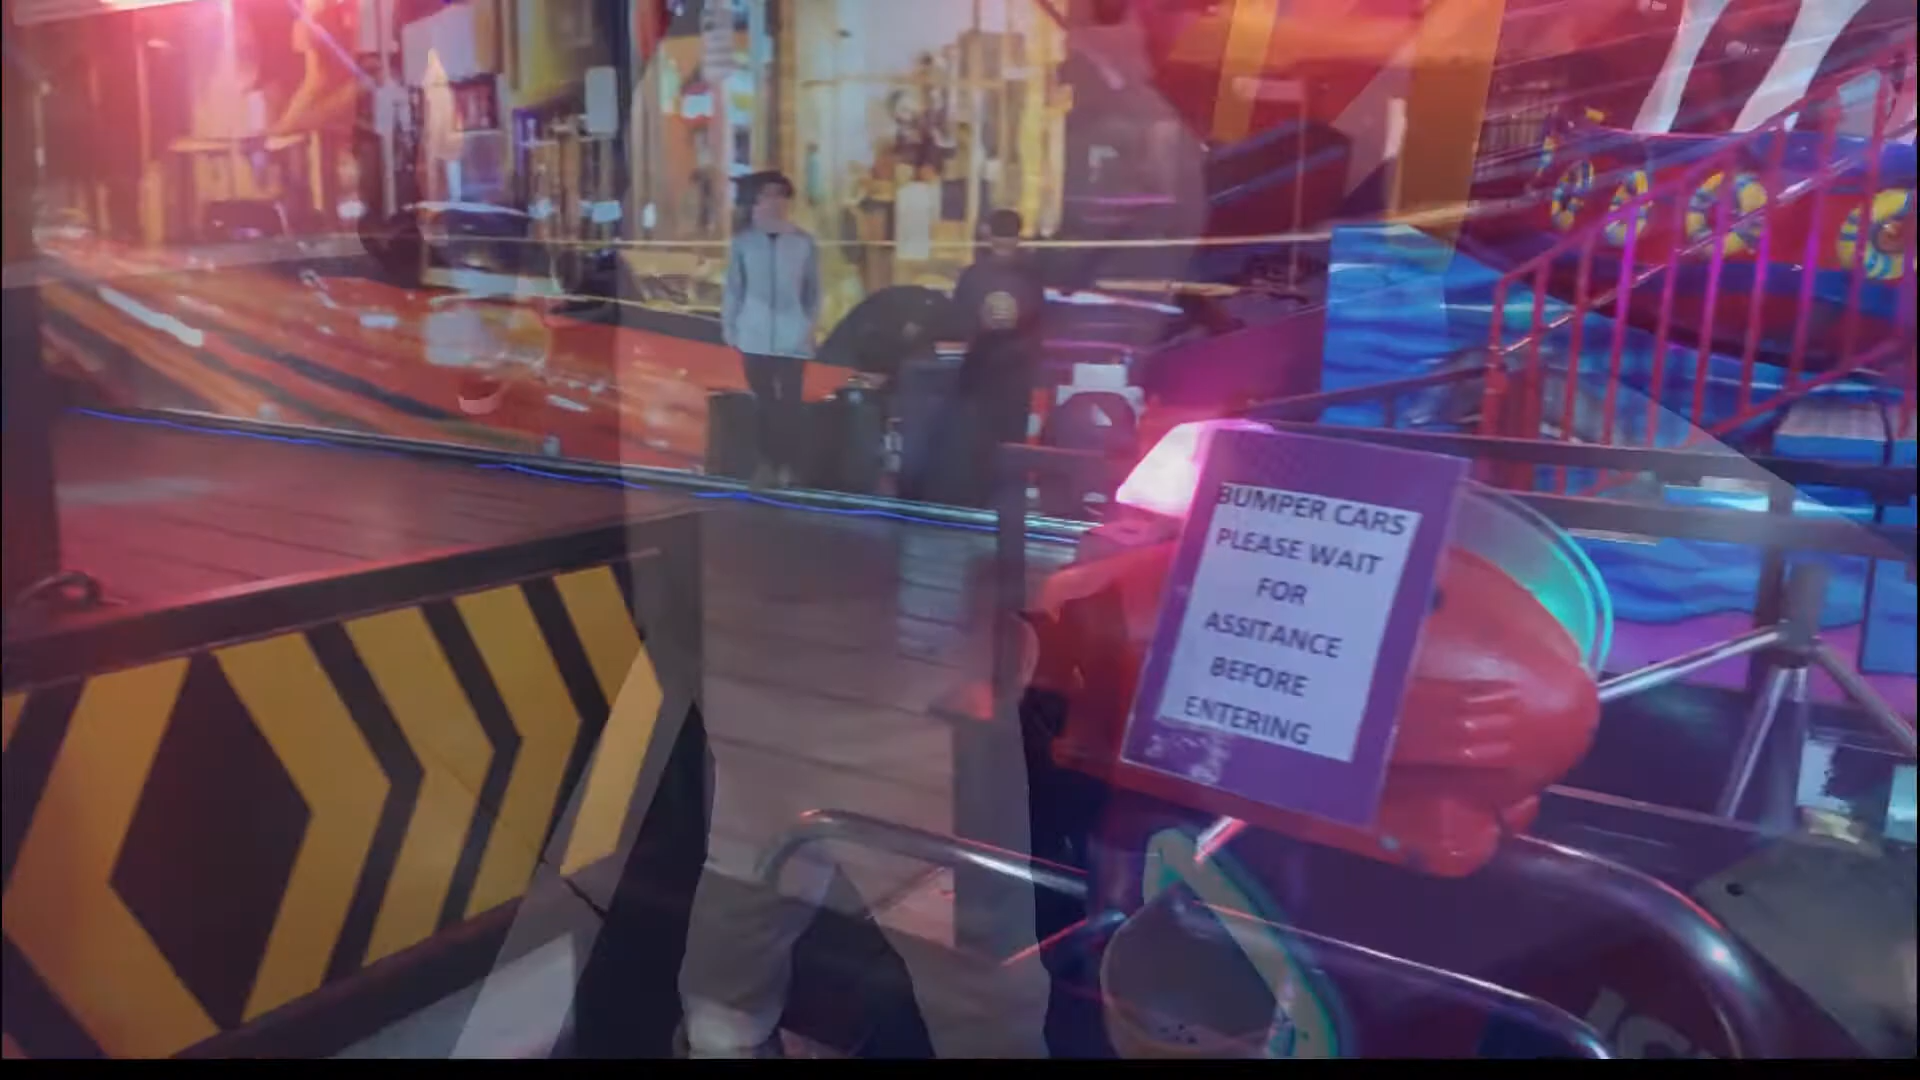 BUMPER CARS
PLEASE WAIT
FOR
ASSITANCE
BEFORE
ENTERING